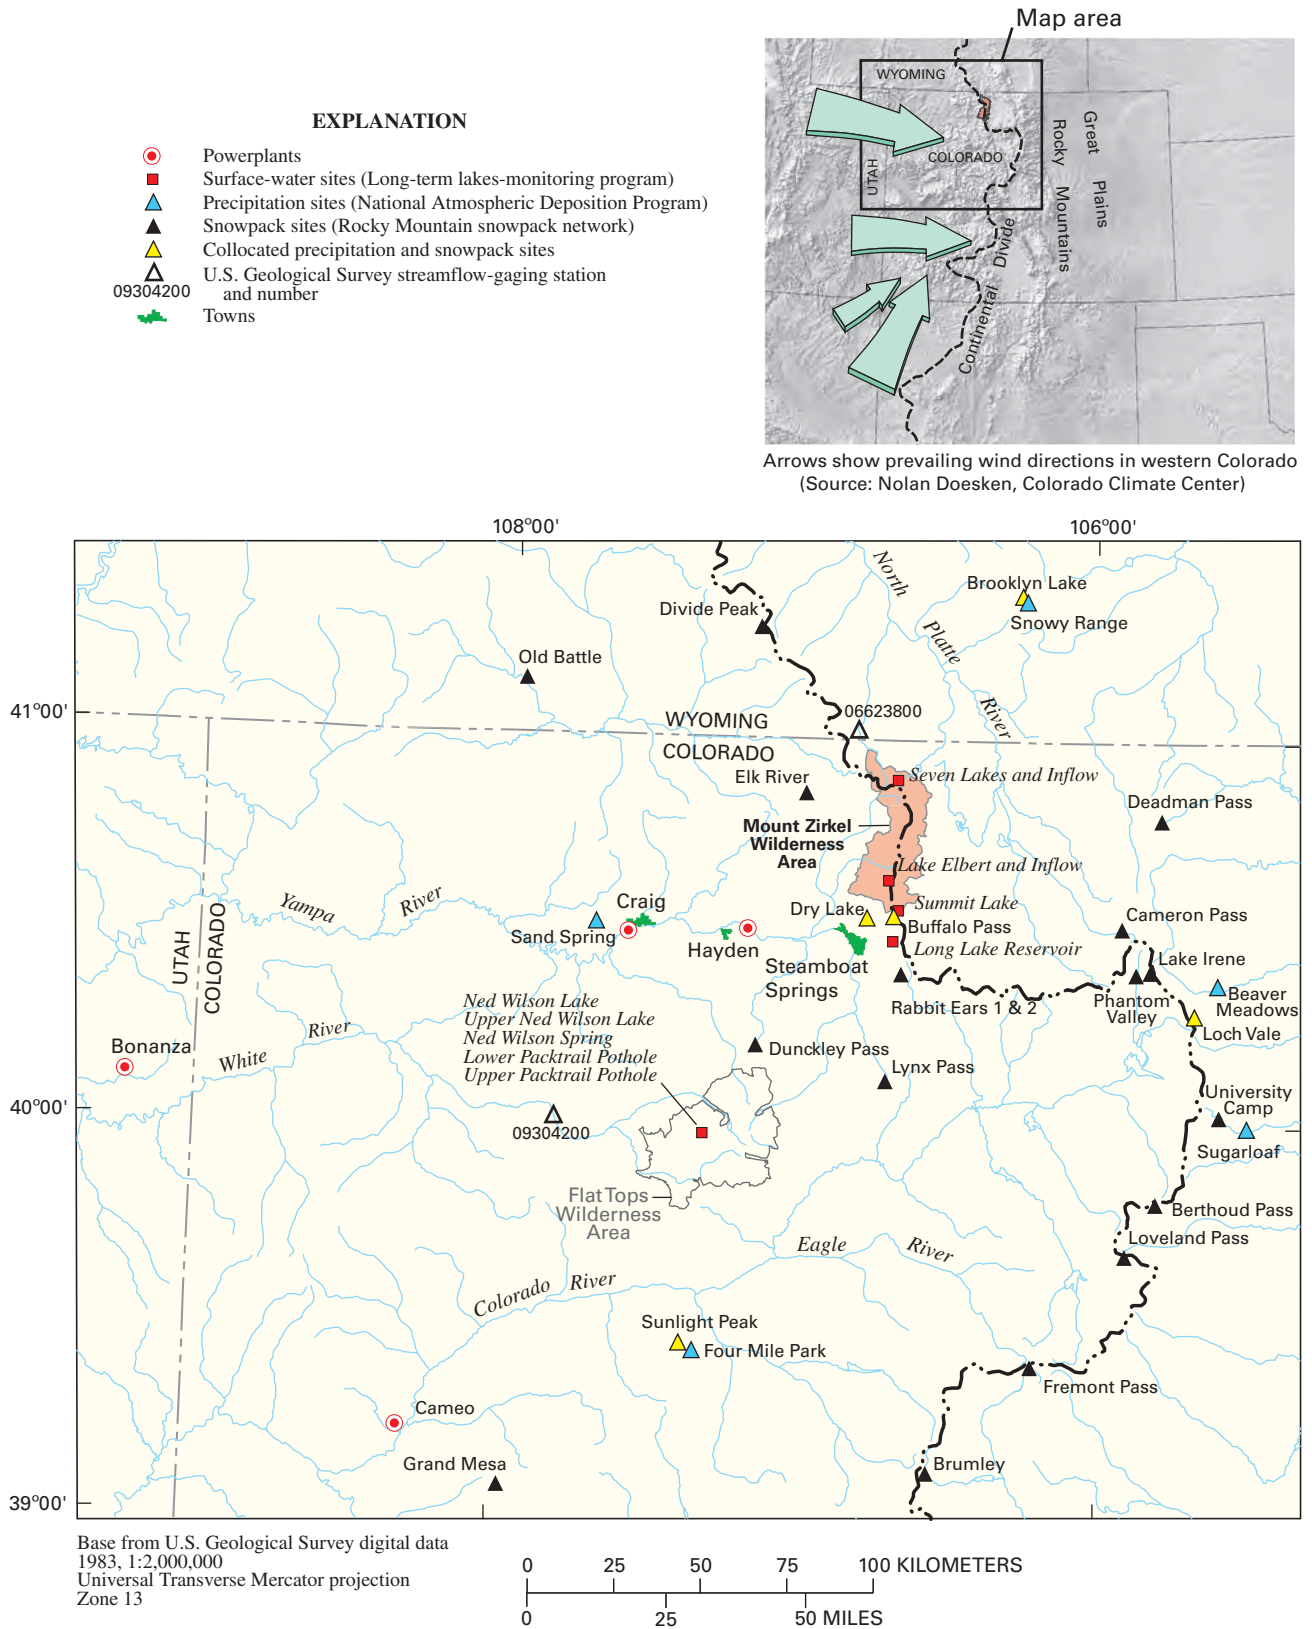 Map area
WYOMING
UTAH
COLORADO
Great
Plains
Rocky
Mountains
Continental
Divide
Arrows show prevailing wind directions in western Colorado
(Source: Nolan Doesken, Colorado Climate Center)
EXPLANATION
Powerplants
Surface-water sites (Long-term lakes-monitoring program)
Precipitation sites (National Atmospheric Deposition Program)
Snowpack sites (Rocky Mountain snowpack network)
Collocated precipitation and snowpack sites
U.S. Geological Survey streamflow-gaging station
09304200 and number
Towns
108°00'
106°00'
North
Platte
River
Brooklyn Lake
Snowy Range
Divide Peak
Old Battle
41°00'
WYOMING
COLORADO
06623800
Elk River
Seven Lakes and Inflow
Deadman Pass
Mount Zirkel
Wilderness
Area
Lake Elbert and Inflow
Yampa
River
Craig
Sand Spring
Hayden
Dry Lake
Summit Lake
Buffalo Pass
Long Lake Reservoir
Steamboat
Springs
Rabbit Ears 1 & 2
Cameron Pass
Lake Irene
Phantom
Valley
Beaver
Meadows
Loch Vale
UTAH
COLORADO
Ned Wilson Lake
Upper Ned Wilson Lake
Ned Wilson Spring
Lower Packtrail Pothole
Upper Packtrail Pothole
Bonanza
White
River
Dunckley Pass
Lynx Pass
40°00'
09304200
University
Camp
Sugarloaf
Flat Tops
Wilderness
Area
Berthoud Pass
Loveland Pass
Eagle
River
Colorado
River
Sunlight Peak
Four Mile Park
Fremont Pass
Cameo
Grand Mesa
Brumley
39°00'
Base from U.S. Geological Survey digital data
1983, 1:2,000,000
Universal Transverse Mercator projection
Zone 13
0 25 50 75 100 KILOMETERS
0 25 50 MILES